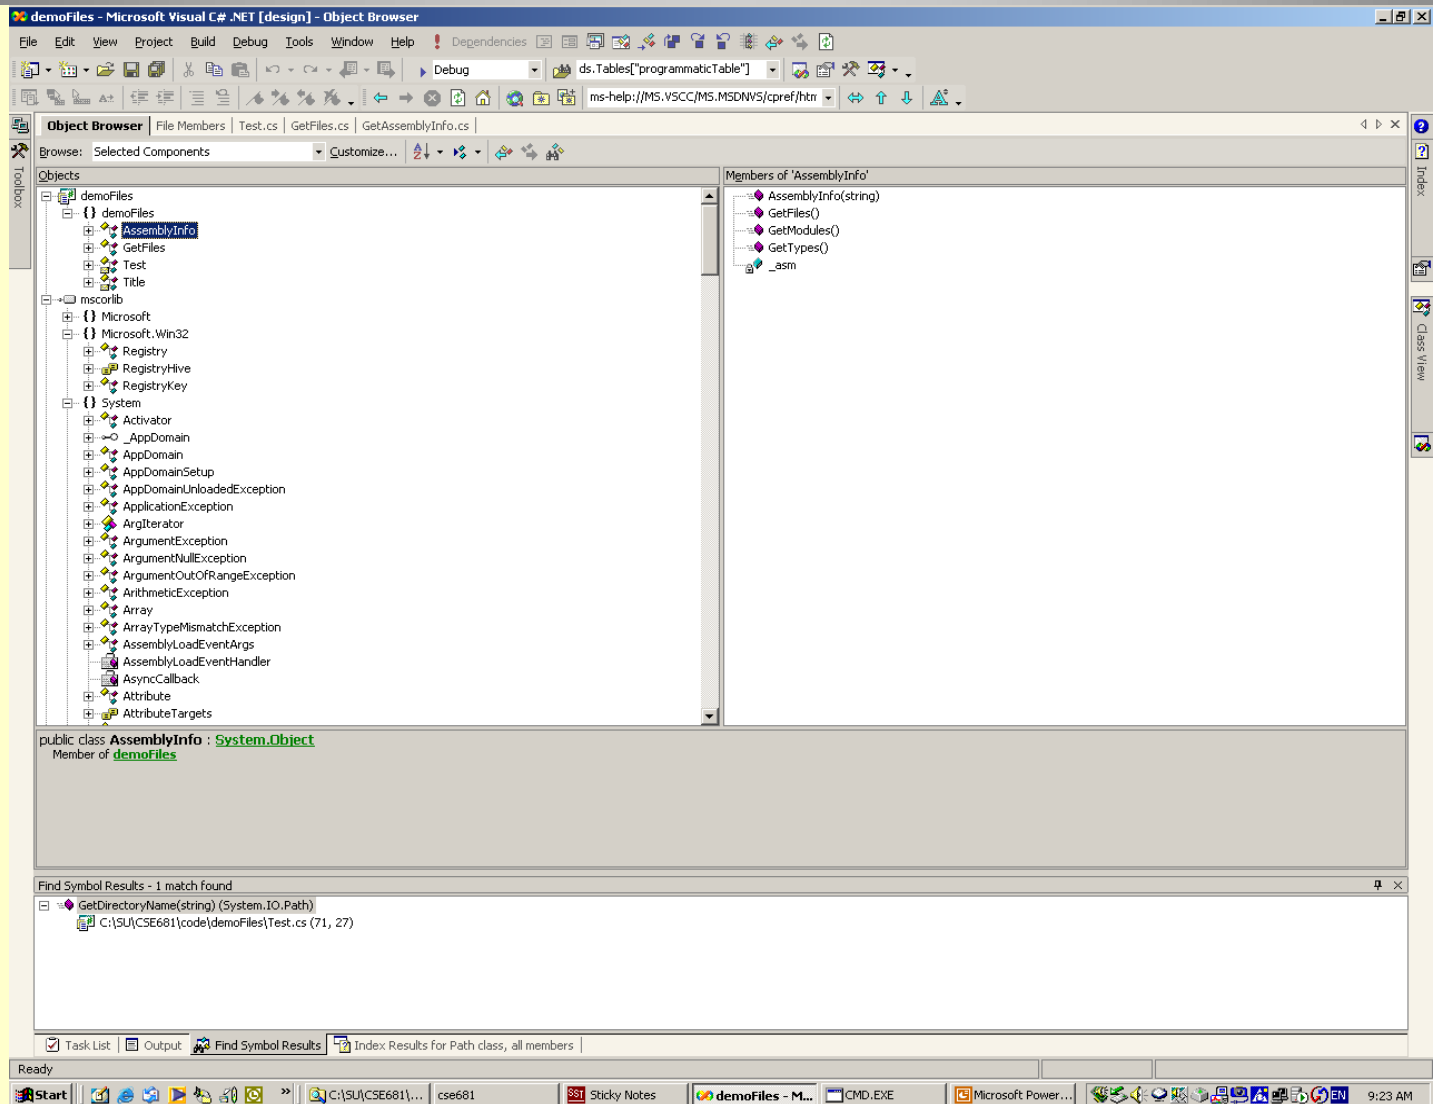 demoFiles - Microsoft Visual C# .NET [design] - Object Browser
File Edit View Project Build Debug Tools Window Help Dependencies
Debug ds.Tables["programmaticTable"]
ms-help://MS.VSCC/MS.MSDNVS/cpref/htm
Object Browser File Members Test.cs GetFiles.cs GetAssemblyInfo.cs
Browse: Selected Components Customize...
Toolbox
Objects
demoFiles
{} demoFiles
AssemblyInfo
GetFiles
Test
Title
mscorlib
{} Microsoft
{} Microsoft.Win32
Registry
RegistryHive
RegistryKey
{} System
Activator
_AppDomain
AppDomain
AppDomainSetup
AppDomainUnloadedException
ApplicationException
ArgIterator
ArgumentException
ArgumentNullException
ArgumentOutOfRangeException
ArithmeticException
Array
ArrayTypeMismatchException
AssemblyLoadEventArgs
AssemblyLoadEventHandler
AsyncCallback
Attribute
AttributeTargets
Members of 'AssemblyInfo'
AssemblyInfo(string)
GetFiles()
GetModules()
GetTypes()
_asm
Index
Class View
public class AssemblyInfo : System.Object
Member of demoFiles
Find Symbol Results - 1 match found
GetDirectoryName(string) (System.IO.Path)
C:\SU\CSE681\code\demoFiles\Test.cs (71, 27)
Task List Output Find Symbol Results Index Results for Path class, all members
Ready
Start » C:\SU\CSE681\... cse681 SST Sticky Notes demoFiles - M... CMD.EXE Microsoft Power... EN 9:23 AM